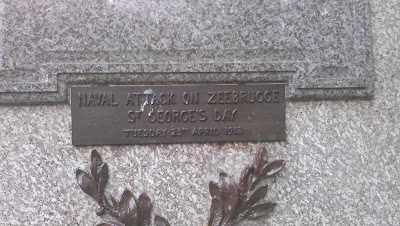 NAVAL ATTACK ON ZEEBRUGGE
ST GEORGE'S DAY
TUESDAY 23RD APRIL 1918